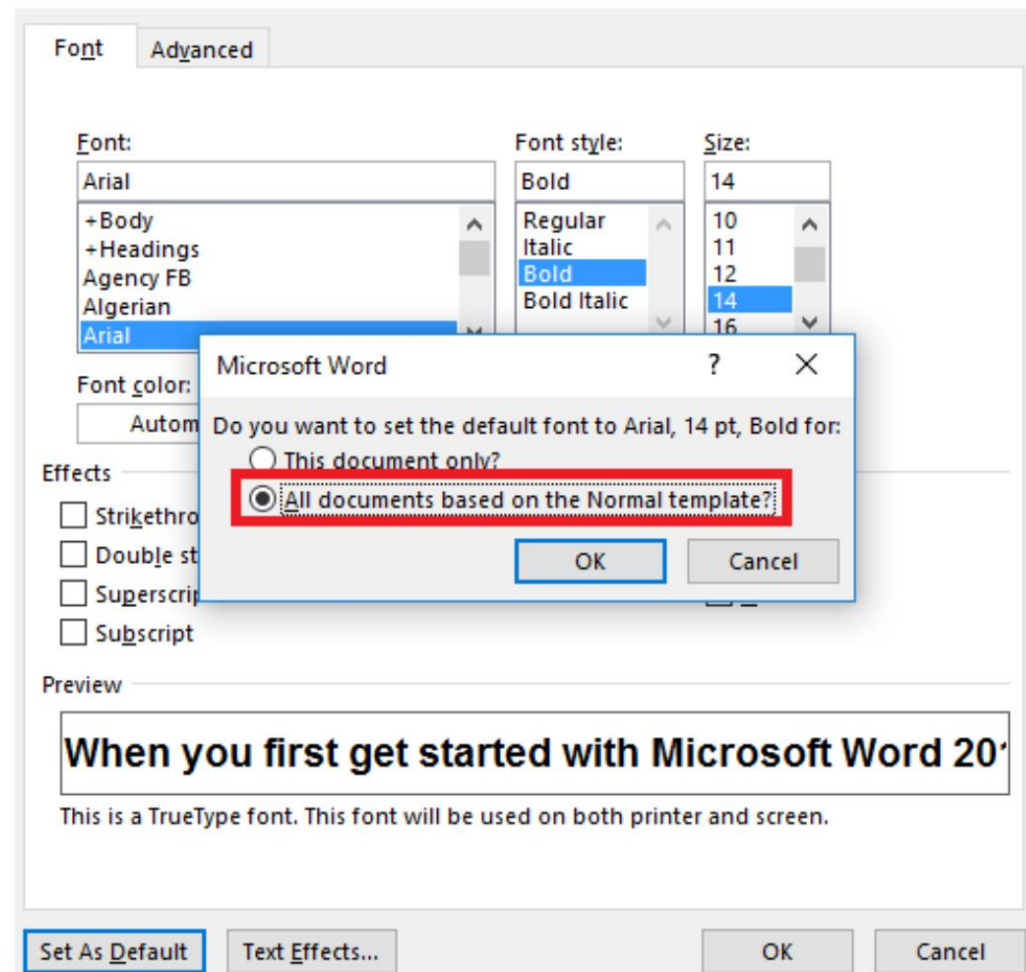 Font Advanced
Font: Font style: Size:
Arial Bold 14
+Body Regular 10
+Headings Italic 11
Agency FB Bold 12
Algerian Bold Italic 14
Arial 16
Microsoft Word ?
Font color:
Autom
Do you want to set the default font to Arial, 14 pt, Bold for:
This document only?
Effects
All documents based on the Normal template?
Strikethro
Double st
OK Cancel
Superscrip
Subscript
Preview
When you first get started with Microsoft Word 20
This is a TrueType font. This font will be used on both printer and screen.
Set As Default Text Effects... OK Cancel